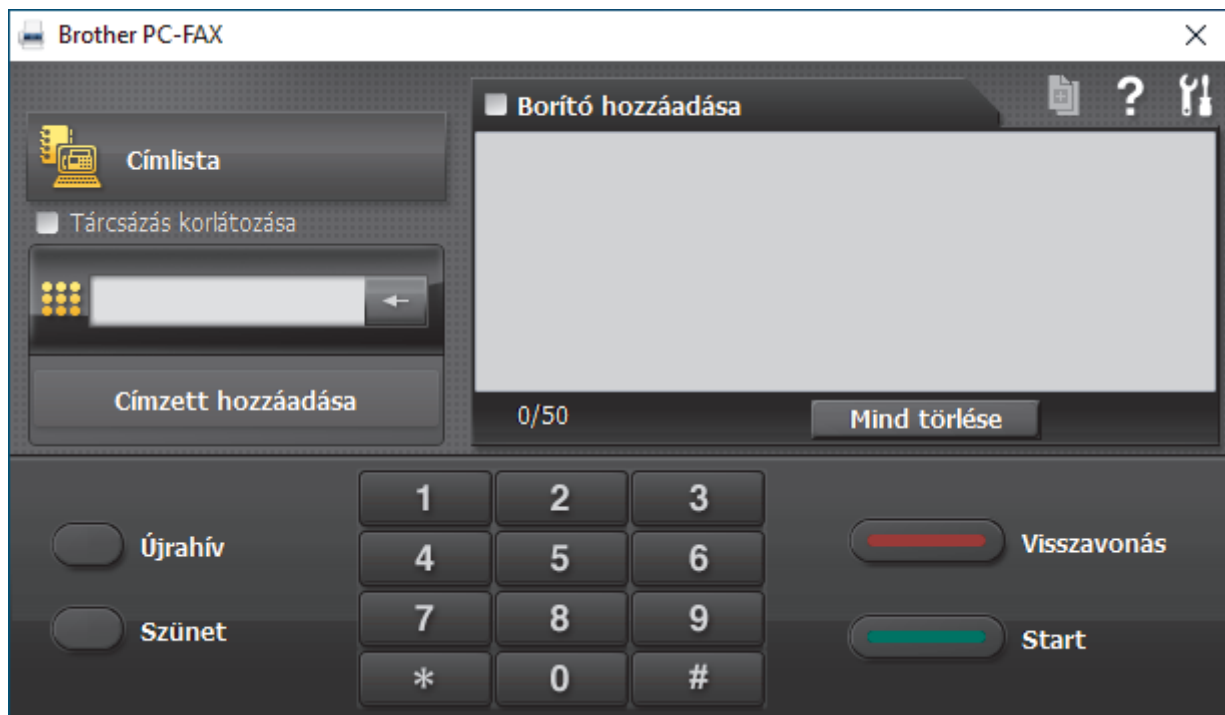 Brother PC-FAX
Borító hozzáadása
?
Címlista
Tárcsázás korlátozása
Címzett hozzáadása
0/50
Mind törlése
1 2 3
4 5 6
7 8 9
* 0 #
Újrahív
Szünet
Visszavonás
Start